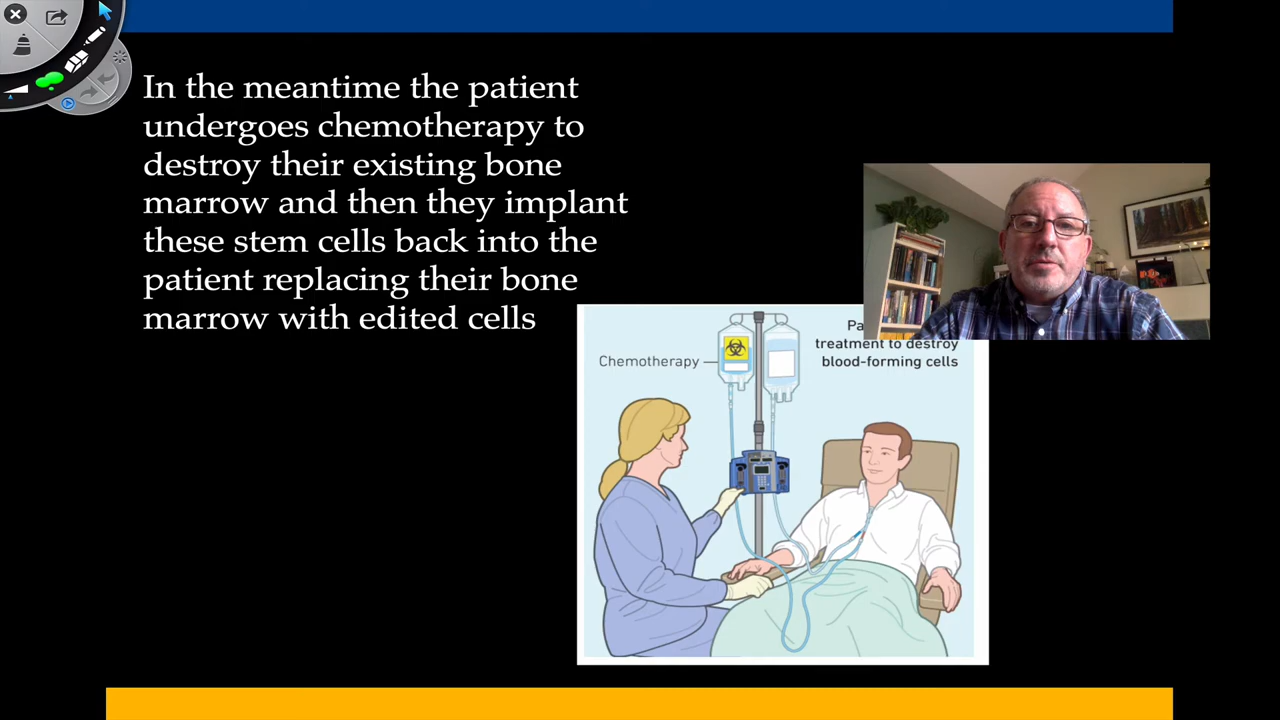 In the meantime the patient
undergoes chemotherapy to
destroy their existing bone
marrow and then they implant
these stem cells back into the
patient replacing their bone
marrow with edited cells
Chemotherapy
treatment to destroy
blood-forming cells